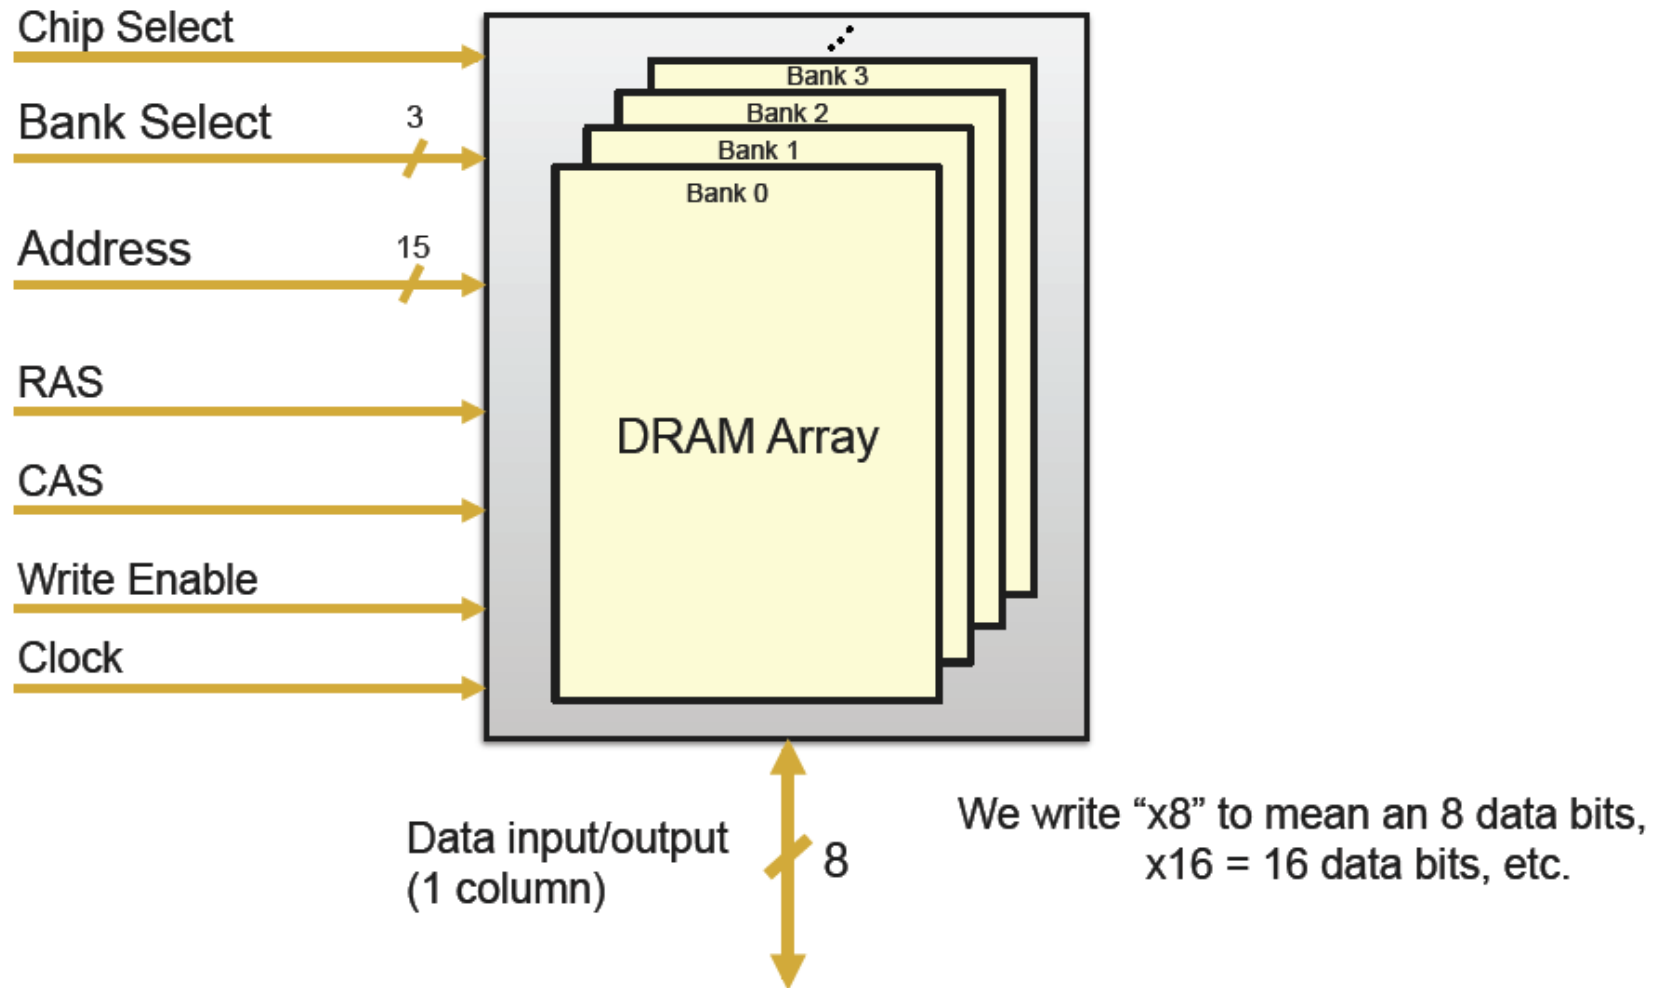 Chip Select
Bank Select
3
Address
15
RAS
CAS
Write Enable
Clock
Bank 3
Bank 2
Bank 1
Bank 0
DRAM Array
Data input/output
(1 column)
8
We write “x8” to mean an 8 data bits,
x16 = 16 data bits, etc.